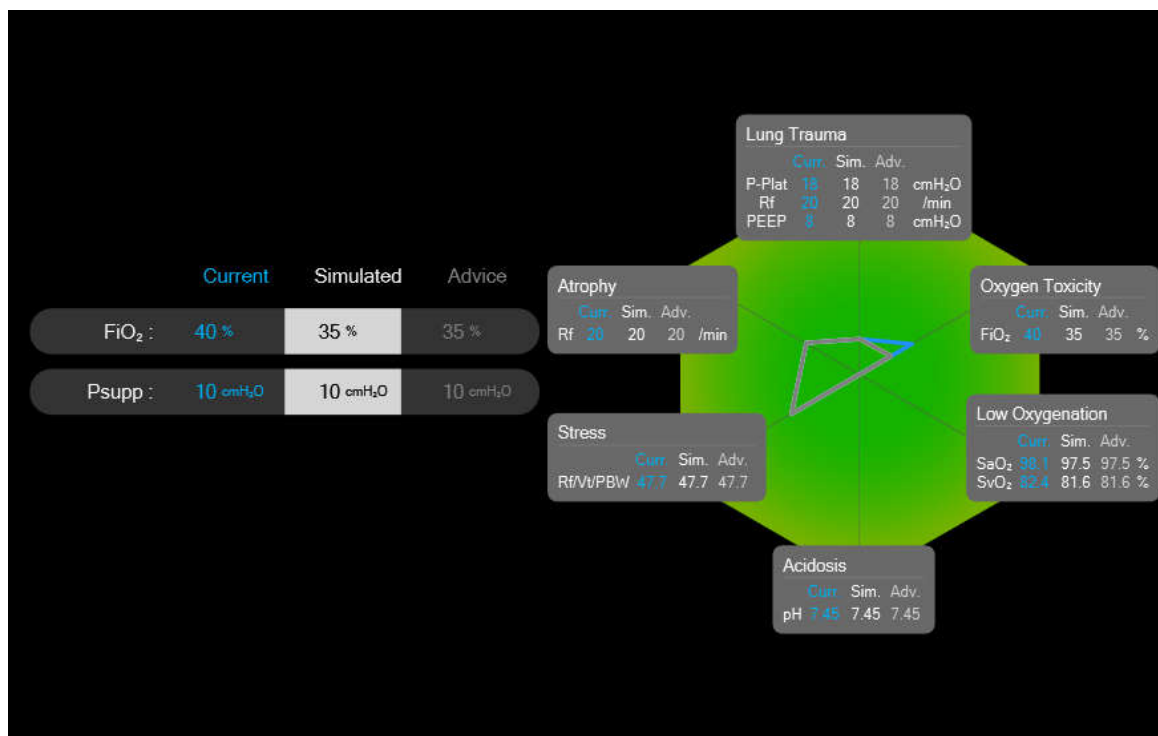 Current Simulated Advice
FiO₂ : 40 % 35 % 35 %
Psupp : 10 cmH₂O 10 cmH₂O 10 cmH₂O
Lung Trauma
Curr. Sim. Adv.
P-Plat 18 18 18 cmH₂O
Rf 20 20 20 /min
PEEP 8 8 8 cmH₂O
Atrophy
Curr. Sim. Adv.
Rf 20 20 20 /min
Oxygen Toxicity
Curr. Sim. Adv.
FiO₂ 40 35 35 %
Stress
Curr. Sim. Adv.
Rf/Vt/PBW 47.7 47.7 47.7
Low Oxygenation
Curr. Sim. Adv.
SaO₂ 98.1 97.5 97.5 %
SvO₂ 82.4 81.6 81.6 %
Acidosis
Curr. Sim. Adv.
pH 7.45 7.45 7.45